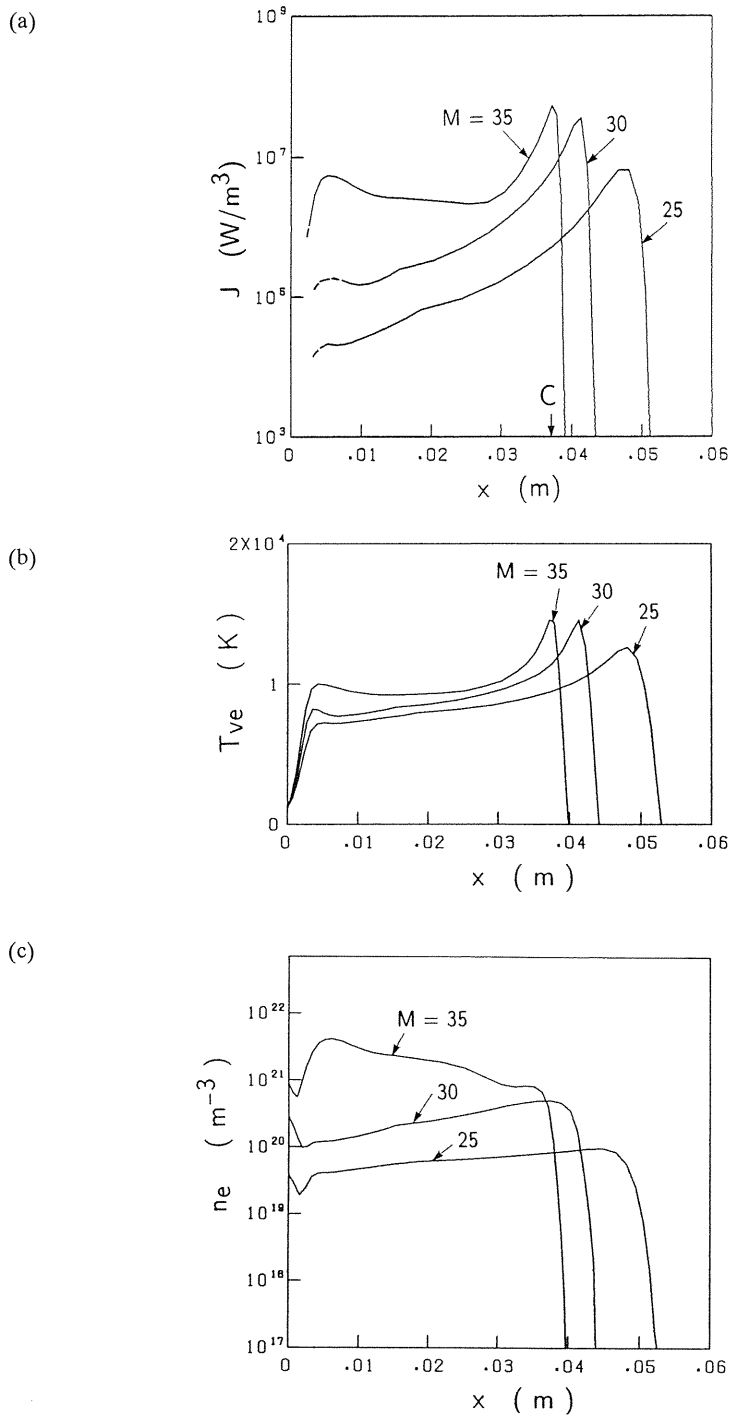 (a)
10⁹
10⁷
10⁵
10³
J (W/m³)
M = 35
30
25
C
0 .01 .02 .03 .04 .05 .06
x (m)
(b)
2X10⁴
1
0
Tve (K)
M = 35
30
25
0 .01 .02 .03 .04 .05 .06
x (m)
(c)
10²²
10²¹
10²⁰
10¹⁹
10¹⁸
10¹⁷
ne (m⁻³)
M = 35
30
25
0 .01 .02 .03 .04 .05 .06
x (m)